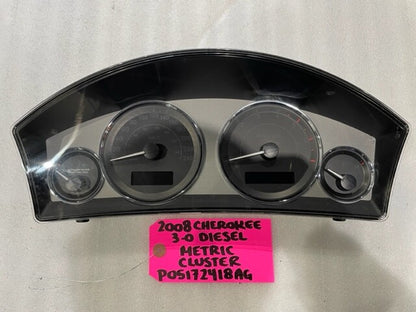 2008 CHEROKEE
3.0 DIESEL
METRIC
CLUSTER
P05172418AG